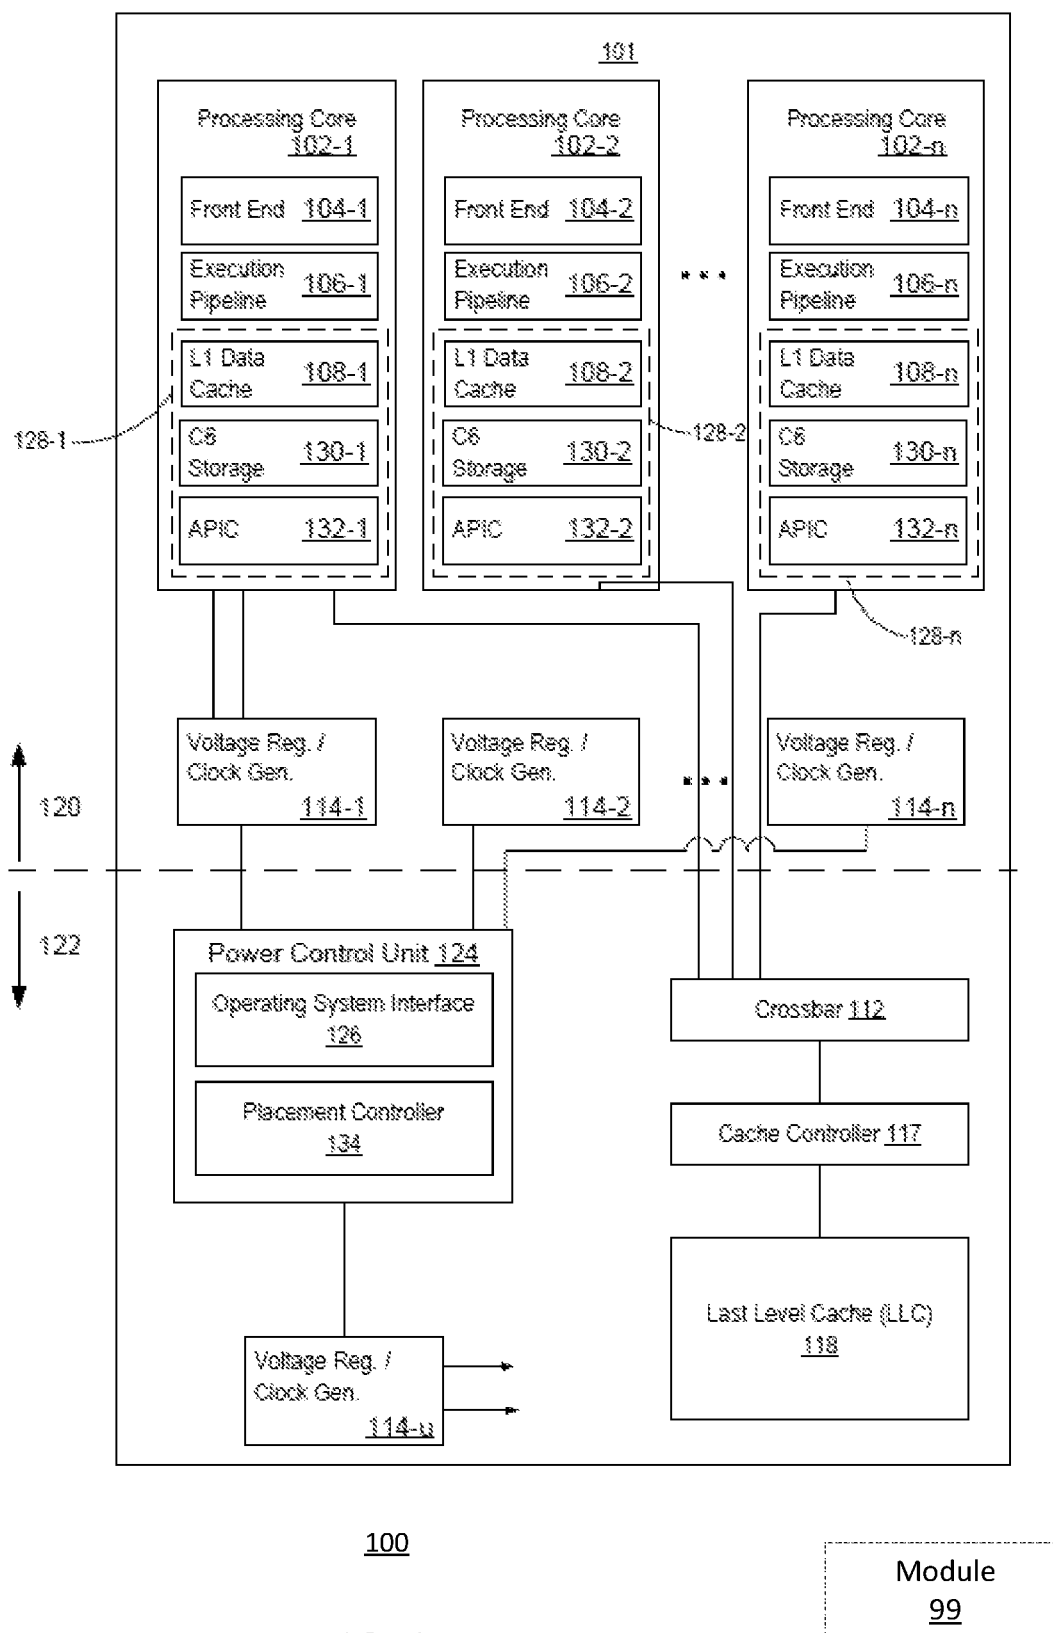 101
Processing Core
102-1
Front End 104-1
Execution
Pipeline 106-1
L1 Data
Cache 108-1
C6
Storage 130-1
APIC 132-1
128-1
Processing Core
102-2
Front End 104-2
Execution
Pipeline 106-2
L1 Data
Cache 108-2
C6
Storage 130-2
APIC 132-2
128-2
Processing Core
102-n
Front End 104-n
Execution
Pipeline 106-n
L1 Data
Cache 108-n
C6
Storage 130-n
APIC 132-n
128-n
Voltage Reg. /
Clock Gen.
114-1
Voltage Reg. /
Clock Gen.
114-2
Voltage Reg. /
Clock Gen.
114-n
120
122
Power Control Unit 124
Operating System Interface
126
Placement Controller
134
Crossbar 112
Cache Controller 117
Last Level Cache (LLC)
118
Voltage Reg. /
Clock Gen.
114-u
100
Module
99